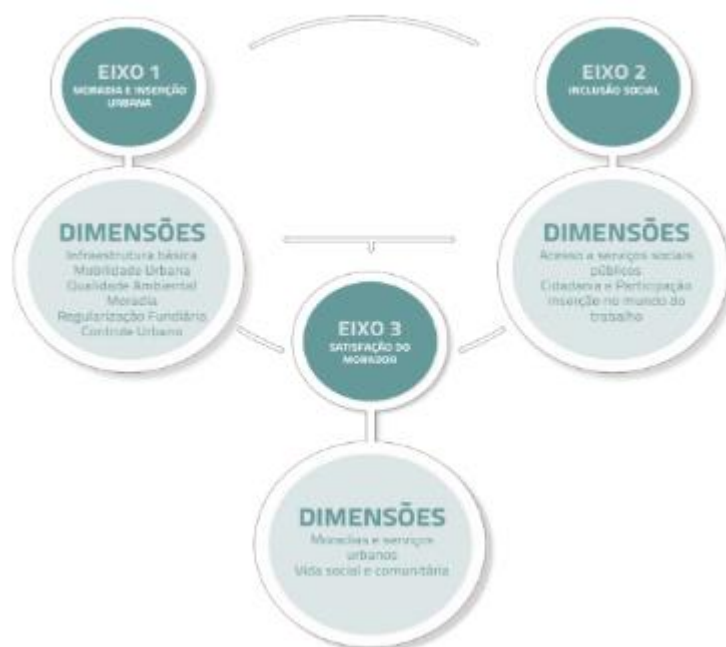 EIXO 1
MORADIA E INSERÇÃO
URBANA
DIMENSÕES
Infraestrutura básica
Mobilidade Urbana
Qualidade Ambiental
Moradia
Regularização Fundiária
Controle Urbano
EIXO 2
INCLUSÃO SOCIAL
DIMENSÕES
Acesso a serviços sociais
públicos
Cidadania e Participação
Inserção no mundo do
trabalho
EIXO 3
SATISFAÇÃO DO
MORADOR
DIMENSÕES
Moradias e serviços
urbanos
Vida social e comunitária